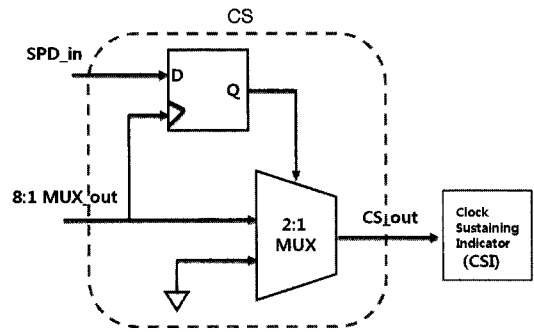 CS
SPD_in
D
Q
8:1 MUX_out
2:1
MUX
CS_out
Clock
Sustaining
Indicator
(CSI)